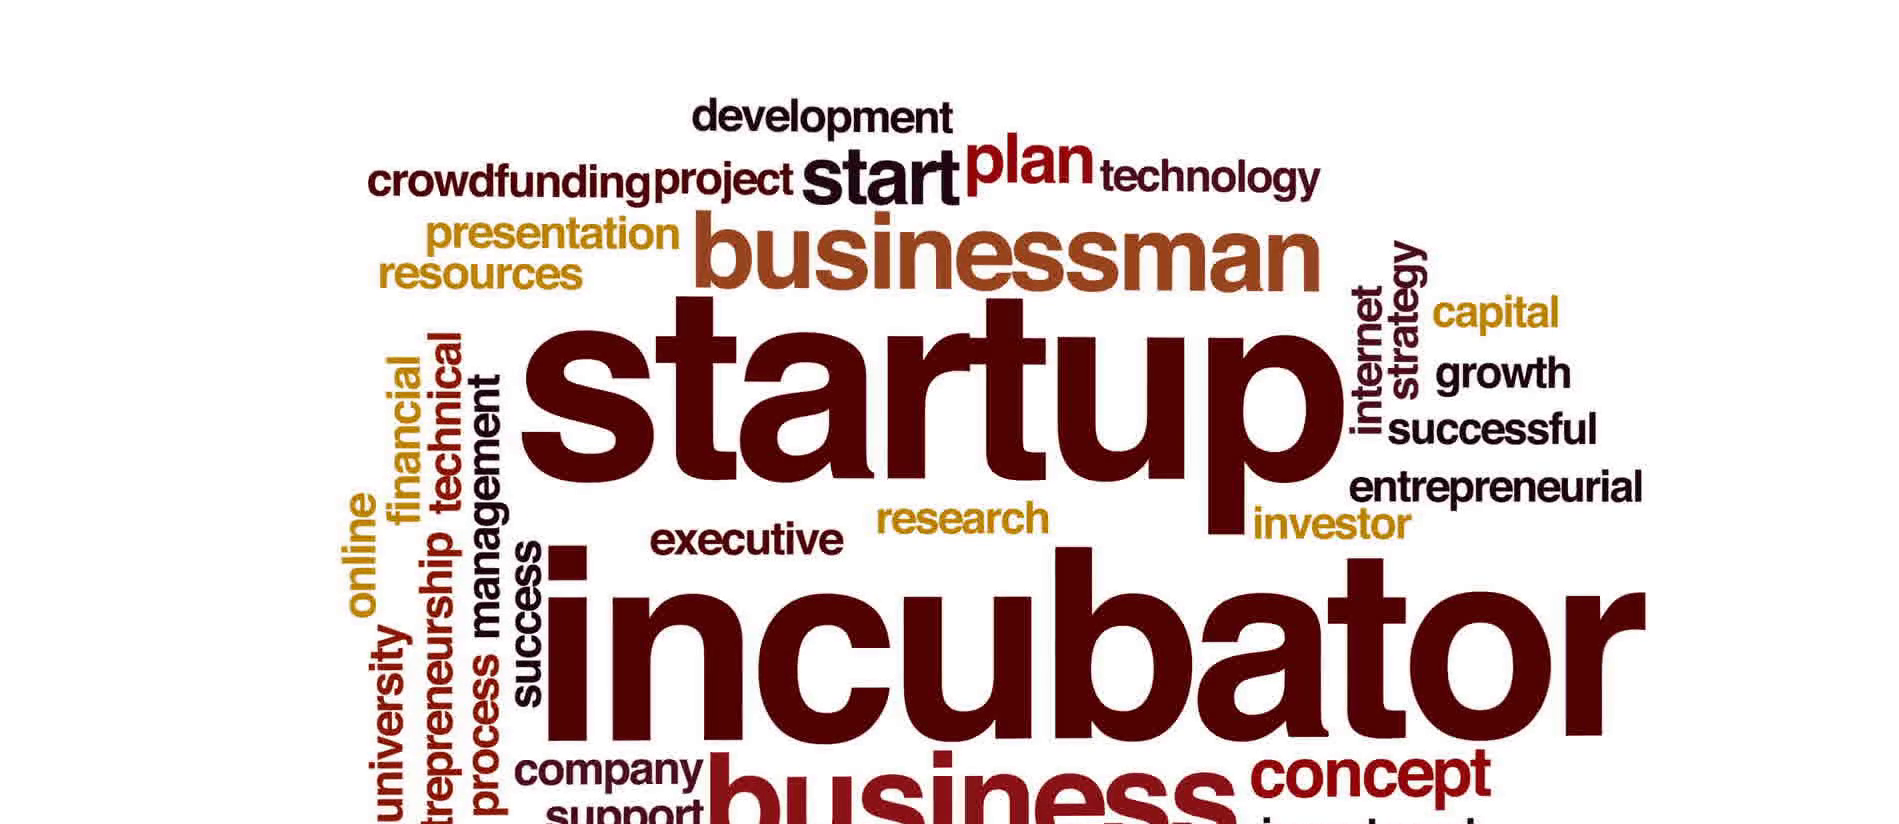 development
crowdfunding project start plan technology
presentation businessman
resources
startup
internet
strategy
capital
growth
successful
entrepreneurial
financial
technical
management
online
executive research investor
incubator
success
university
trepreneurship
process
company business concept
support